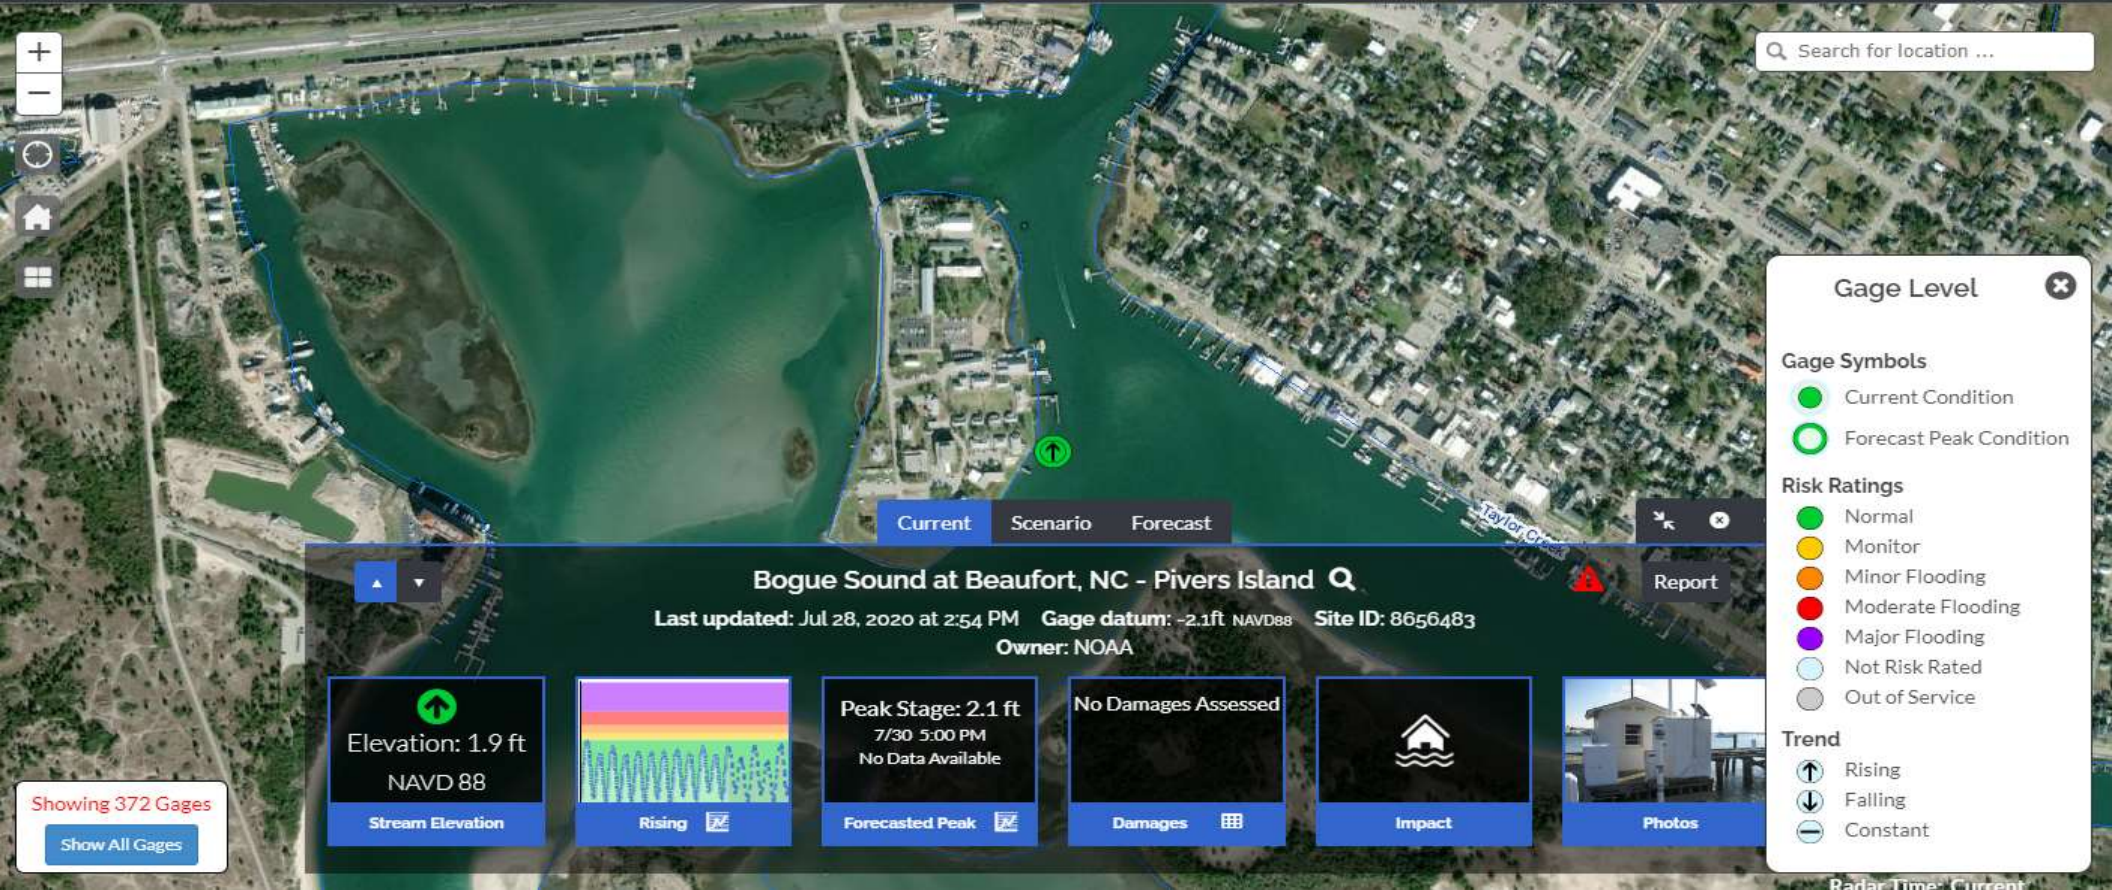 +
−
Search for location ...
Gage Level
Gage Symbols
Current Condition
Forecast Peak Condition
Risk Ratings
Normal
Monitor
Minor Flooding
Moderate Flooding
Major Flooding
Not Risk Rated
Out of Service
Trend
Rising
Falling
Constant
Radar Time: Current
Taylor Creek
Current Scenario Forecast
Bogue Sound at Beaufort, NC - Pivers Island
Report
Last updated: Jul 28, 2020 at 2:54 PM Gage datum: -2.1ft NAVD88 Site ID: 8656483
Owner: NOAA
Elevation: 1.9 ft
NAVD 88
Stream Elevation
Rising
Peak Stage: 2.1 ft
7/30 5:00 PM
No Data Available
Forecasted Peak
No Damages Assessed
Damages
Impact
Photos
Showing 372 Gages
Show All Gages